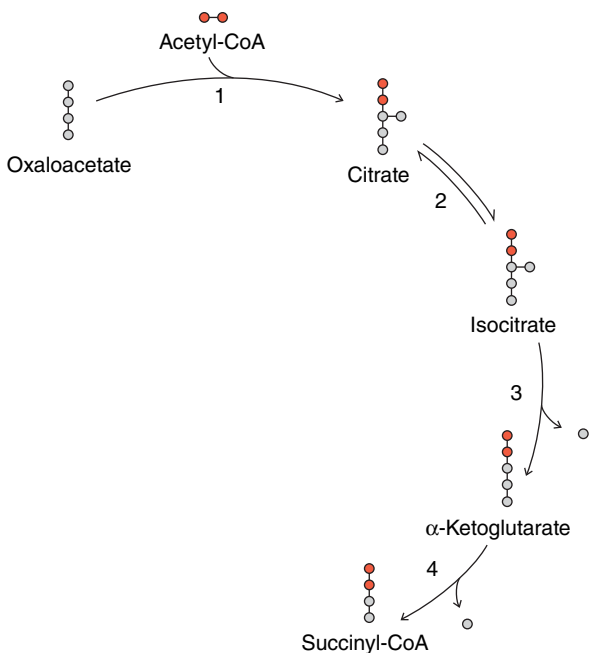 Acetyl-CoA
1
Oxaloacetate
Citrate
2
Isocitrate
3
α-Ketoglutarate
4
Succinyl-CoA